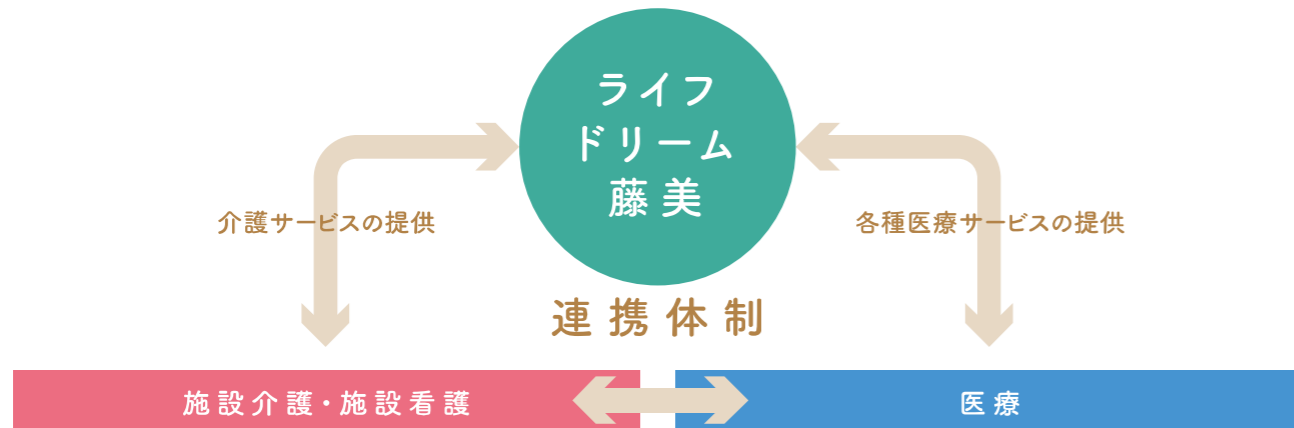 ライフ
ドリーム
藤美
介護サービスの提供
各種医療サービスの提供
連携体制
施設介護・施設看護
医療